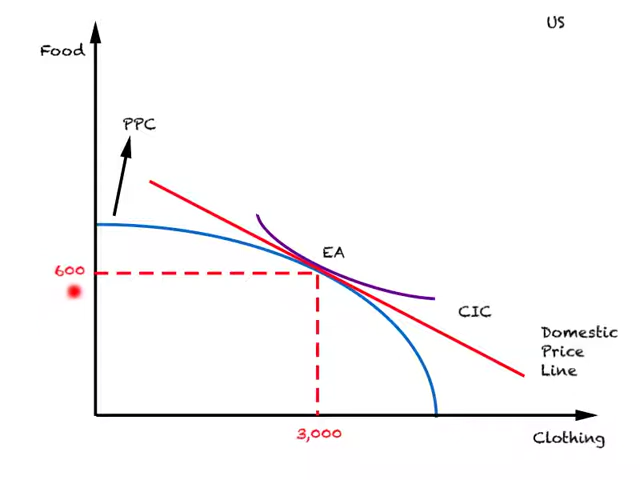 US
Food
PPC
EA
600
CIC
Domestic
Price
Line
3,000
Clothing